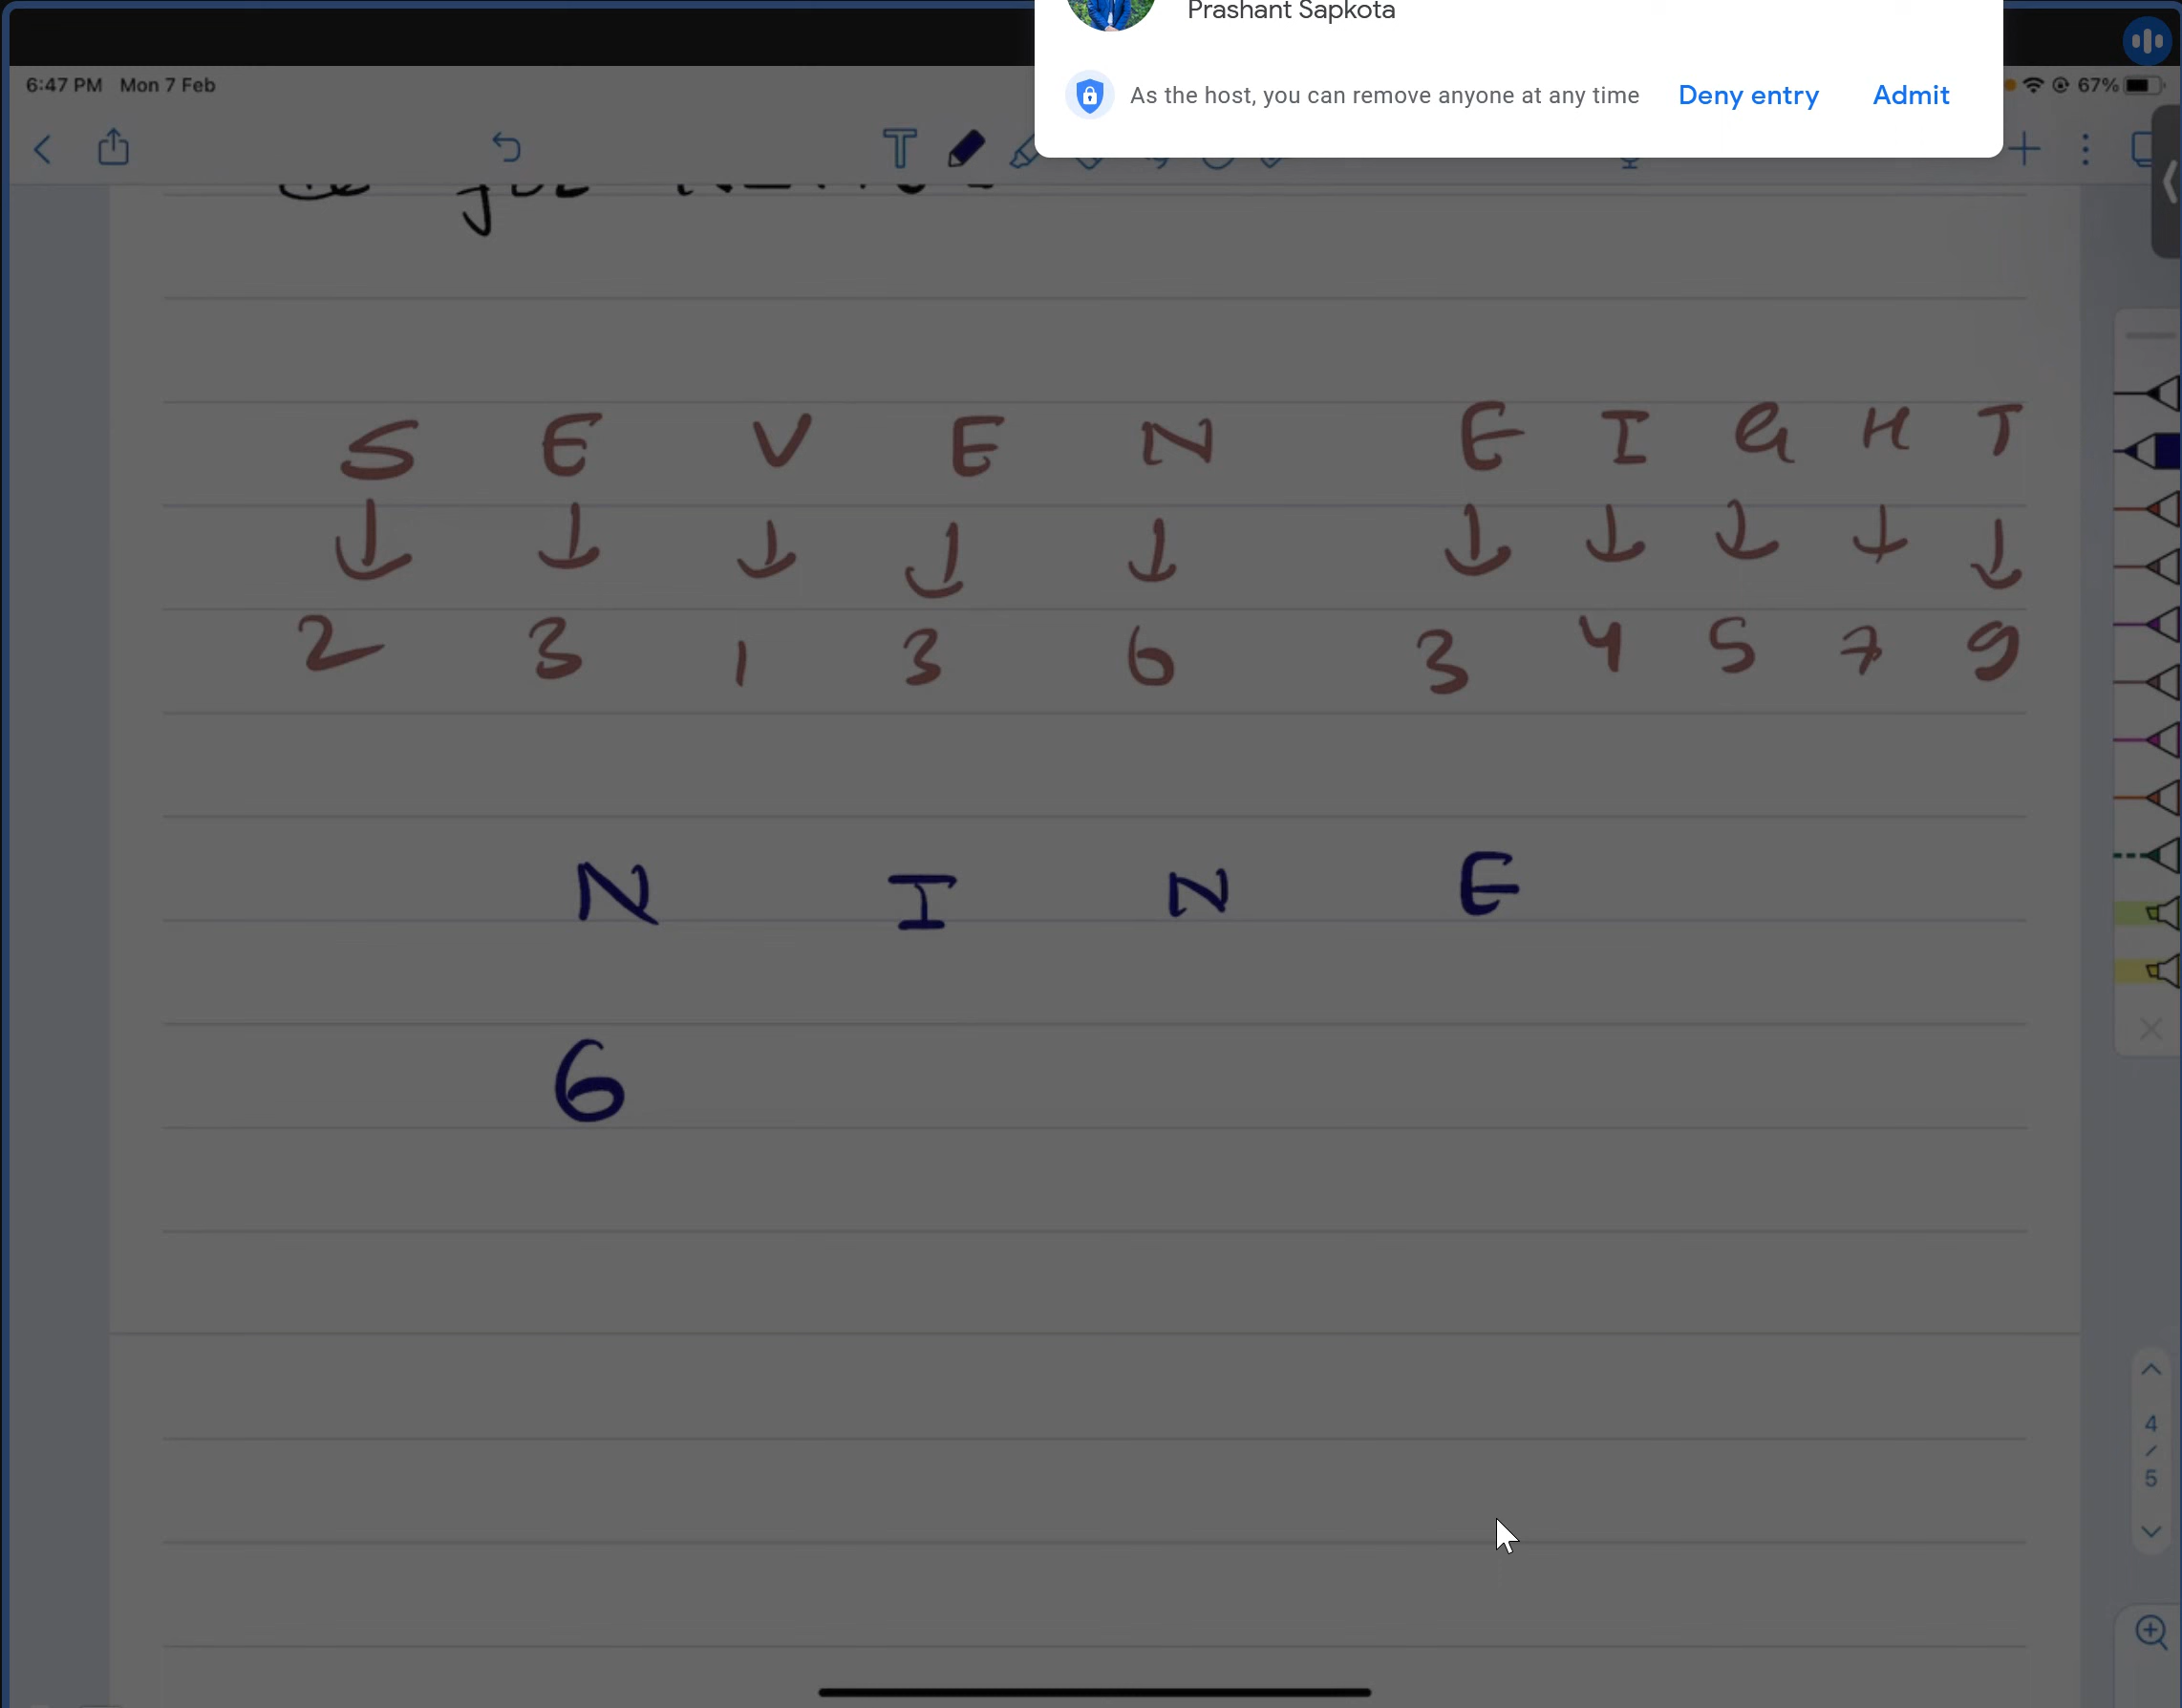 Prashant Sapkota
As the host, you can remove anyone at any time Deny entry Admit
6:47 PM Mon 7 Feb 67%
S E V E N E I G H T
2 3 1 3 6 3 4 5 7 9
N I N E
6
4
/
5